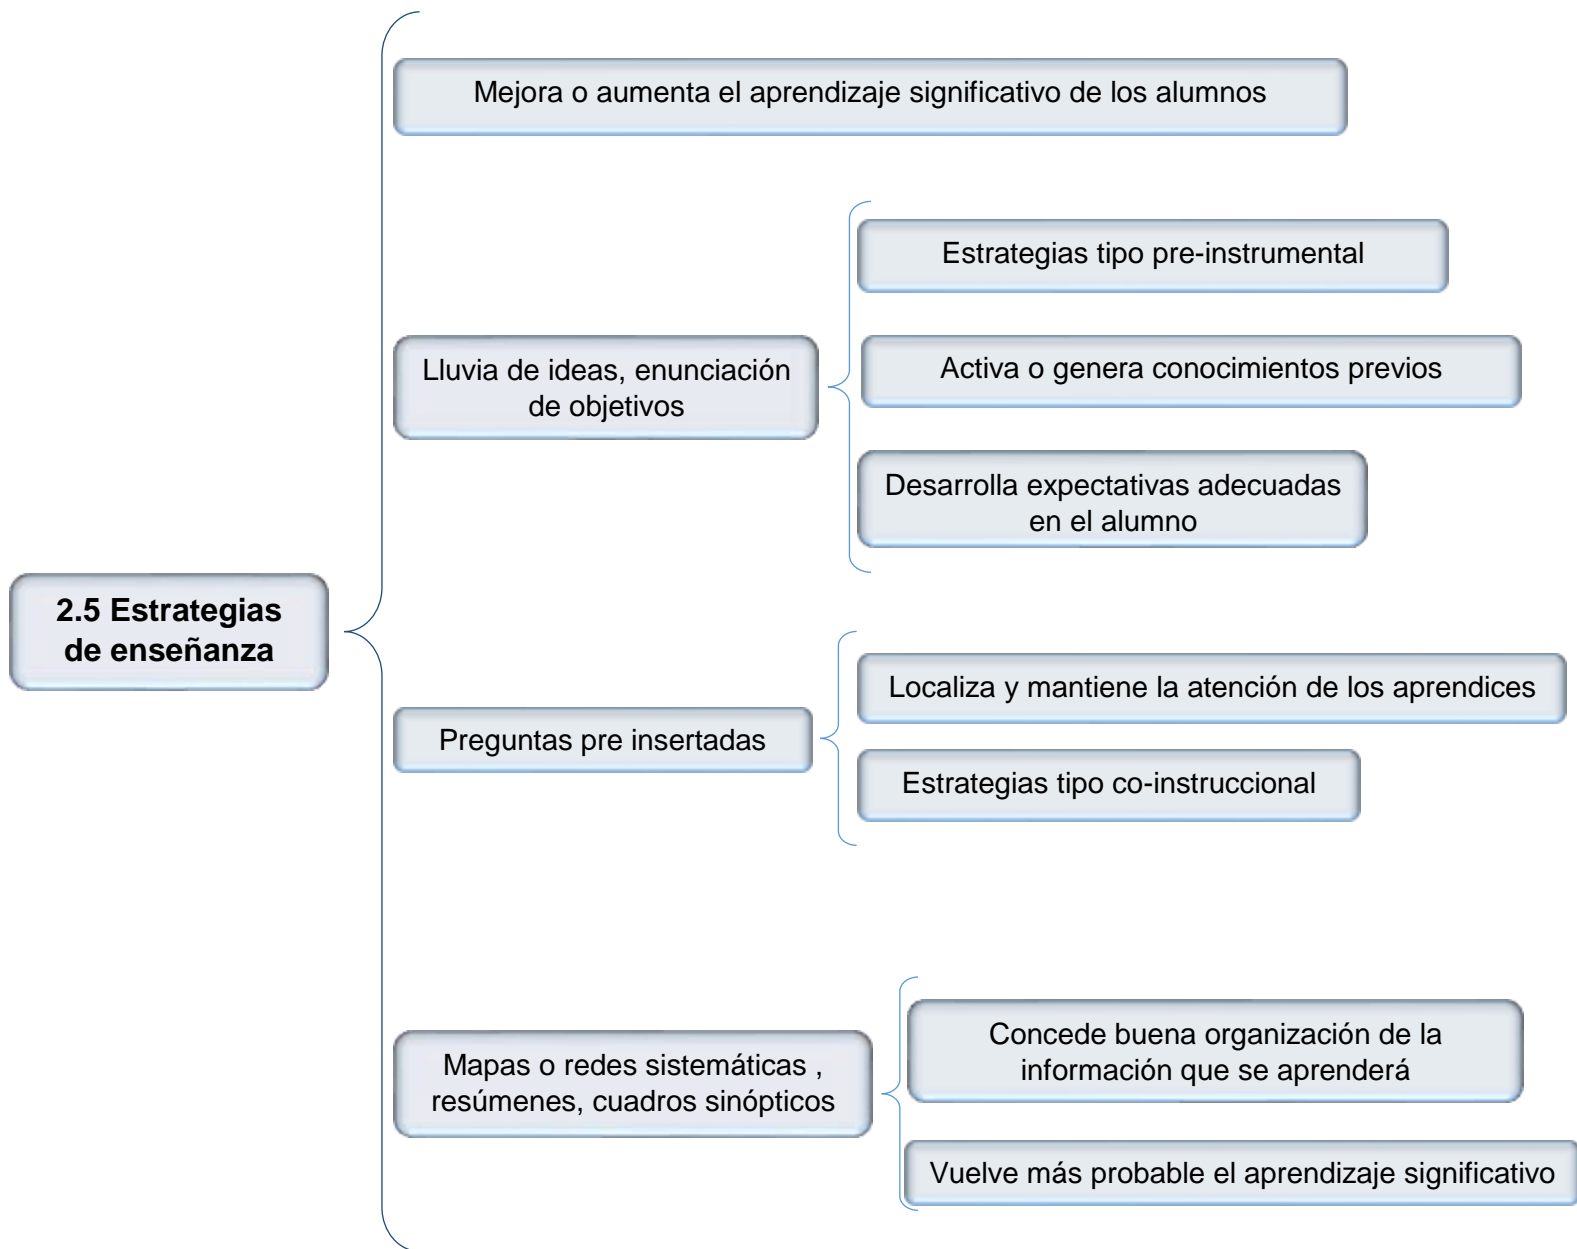 Mejora o aumenta el aprendizaje significativo de los alumnos
Estrategias tipo pre-instrumental
Lluvia de ideas, enunciación
de objetivos
Activa o genera conocimientos previos
Desarrolla expectativas adecuadas
en el alumno
2.5 Estrategias
de enseñanza
Preguntas pre insertadas
Localiza y mantiene la atención de los aprendices
Estrategias tipo co-instruccional
Mapas o redes sistemáticas ,
resúmenes, cuadros sinópticos
Concede buena organización de la
información que se aprenderá
Vuelve más probable el aprendizaje significativo